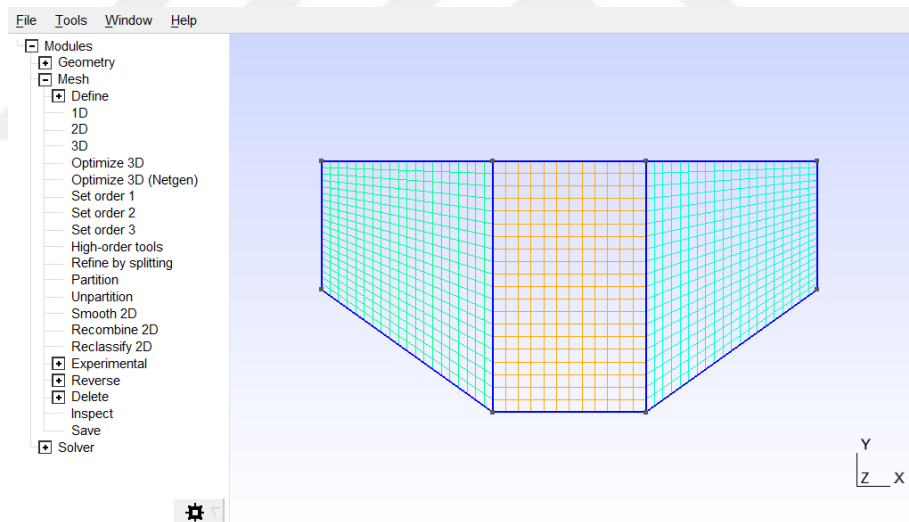 File Tools Window Help
Modules
Geometry
Mesh
Define
1D
2D
3D
Optimize 3D
Optimize 3D (Netgen)
Set order 1
Set order 2
Set order 3
High-order tools
Refine by splitting
Partition
Unpartition
Smooth 2D
Recombine 2D
Reclassify 2D
Experimental
Reverse
Delete
Inspect
Save
Solver
Y
Z X